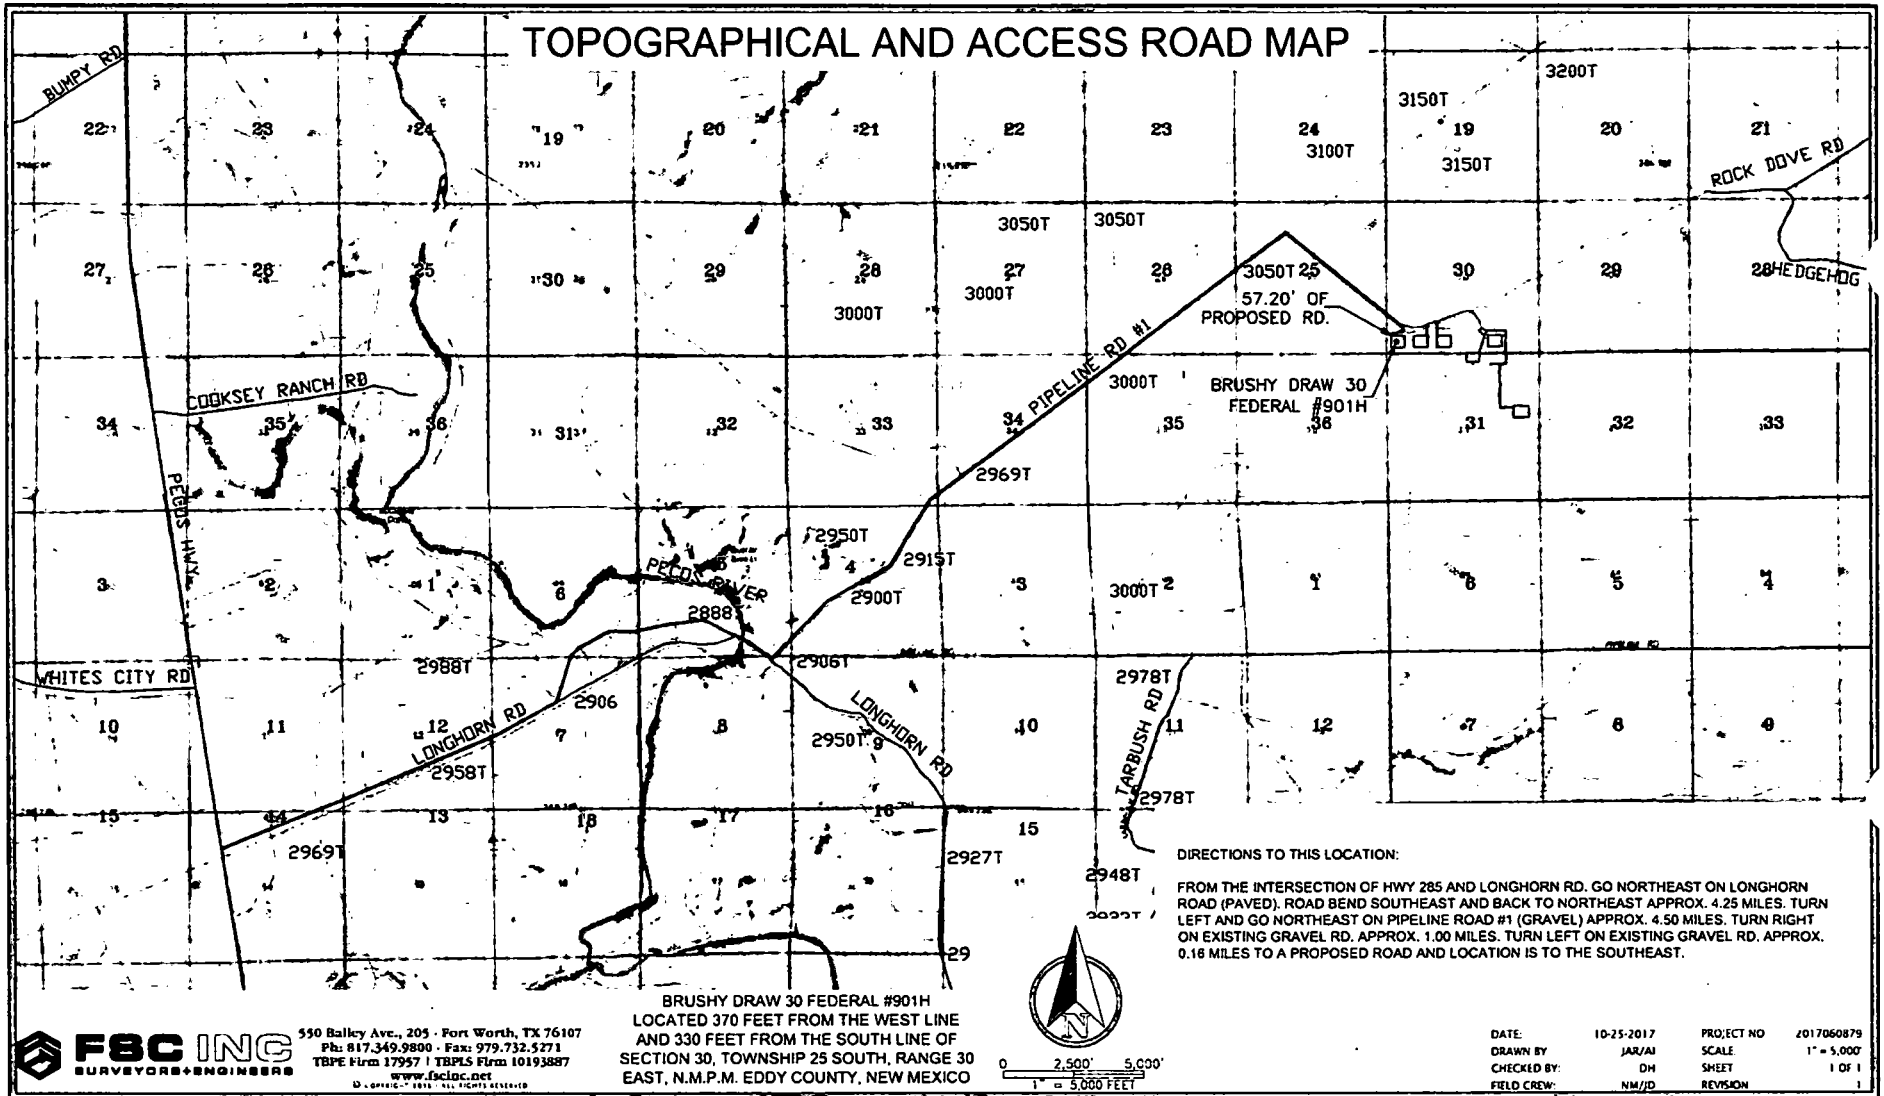 TOPOGRAPHICAL AND ACCESS ROAD MAP
BUMPY RD
3200T
3150T
22 23 24 19 20 21 22 23 24 19 20 21
3100T
3150T
ROCK DOVE RD
3050T
3050T
27 26 25 30 29 28 27 26 3050T 25 30 29 28
HEDGEHOG
3000T
3000T
57.20' OF
PROPOSED RD.
PIPELINE RD #1
COOKSEY RANCH RD
3000T
BRUSHY DRAW 30
FEDERAL #901H
34 35 36 31 32 33 34 35 36 31 32 33
2969T
PECOS HWY
2950T
2915T
PECOS RIVER
3 2 1 6 5 4 3 2 1 6 5 4
3000T
2900T
2888
2988T
2906T
WHITES CITY RD
2978T
2906
TARBUSH RD
LONGHORN RD
LONGHORN RD
10 11 12 7 8 9 10 11 12 7 8 9
2950T
2958T
2978T
15 14 13 18 17 16 15
2969T
2927T
2948T
29
DIRECTIONS TO THIS LOCATION:
FROM THE INTERSECTION OF HWY 285 AND LONGHORN RD. GO NORTHEAST ON LONGHORN
ROAD (PAVED). ROAD BEND SOUTHEAST AND BACK TO NORTHEAST APPROX. 4.25 MILES. TURN
LEFT AND GO NORTHEAST ON PIPELINE ROAD #1 (GRAVEL) APPROX. 4.50 MILES. TURN RIGHT
ON EXISTING GRAVEL RD. APPROX. 1.00 MILES. TURN LEFT ON EXISTING GRAVEL RD. APPROX.
0.16 MILES TO A PROPOSED ROAD AND LOCATION IS TO THE SOUTHEAST.
FSC INC
SURVEYORS+ENGINEERS
550 Bailey Ave., 205 · Fort Worth, TX 76107
Ph: 817.349.9800 · Fax: 979.732.5271
TBPE Firm 17957 | TBPLS Firm 10193887
www.fscinc.net
BRUSHY DRAW 30 FEDERAL #901H
LOCATED 370 FEET FROM THE WEST LINE
AND 330 FEET FROM THE SOUTH LINE OF
SECTION 30, TOWNSHIP 25 SOUTH, RANGE 30
EAST, N.M.P.M. EDDY COUNTY, NEW MEXICO
N
0 2,500' 5,000'
1" = 5,000 FEET
DATE: 10-25-2017 PROJECT NO 2017060879
DRAWN BY JAR/AI SCALE 1" = 5,000'
CHECKED BY: DH SHEET 1 OF 1
FIELD CREW: NM/JD REVISION 1